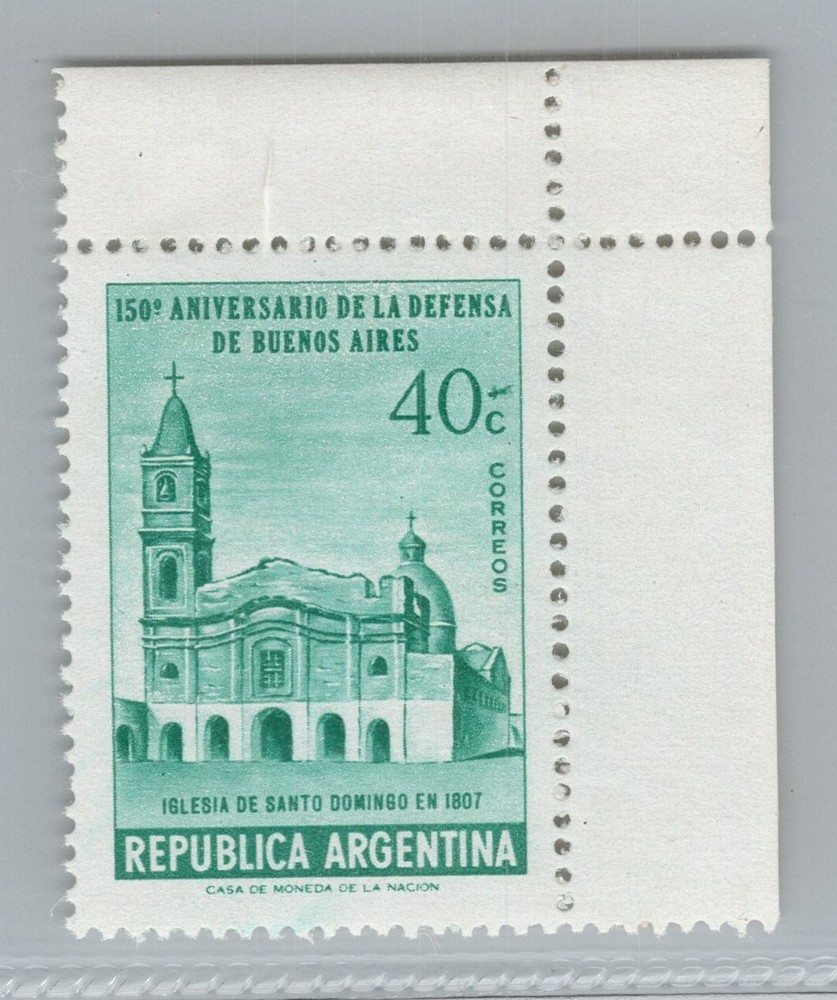 150º ANIVERSARIO DE LA DEFENSA
DE BUENOS AIRES
40c
CORREOS
IGLESIA DE SANTO DOMINGO EN 1807
REPUBLICA ARGENTINA
CASA DE MONEDA DE LA NACION